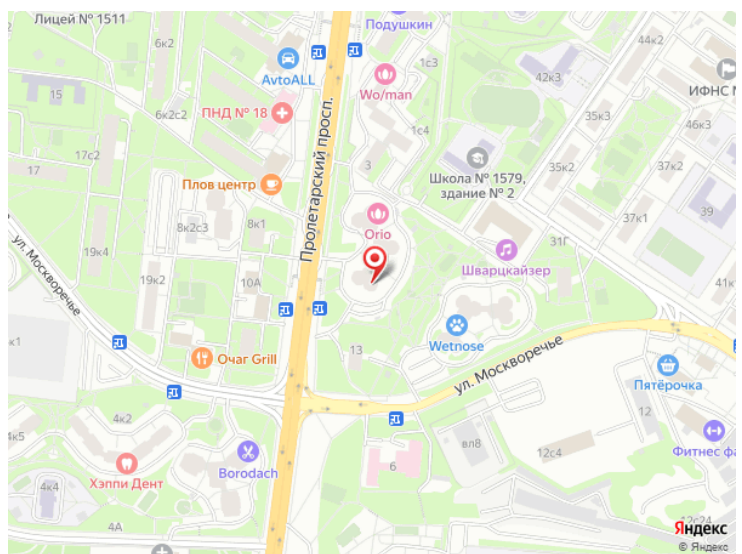 Лицей № 1511
6к2
15
AvtoALL
Подушкин
1с3
Wo/man
42к3
44к2
ИФНС М
ПНД № 18
6к2с2
1с4
35к3
46к3
17с2
17
3
Школа № 1579,
здание № 2
35к2
37к2
Плов центр
Пролетарский просп.
8к2с3
8к1
Orio
37к1
39
31Г
19к4
ул. Москворечье
19к2
10А
Шварцкайзер
41к
Wetnose
13
Очаг Grill
ул. Москворечье
Пятёрочка
4к2
12
4к5
вл8
12с4
Фитнес фа
Хэппи Дент
Borodach
6
4к4
4А
12с24
Яндекс
© Яндекс